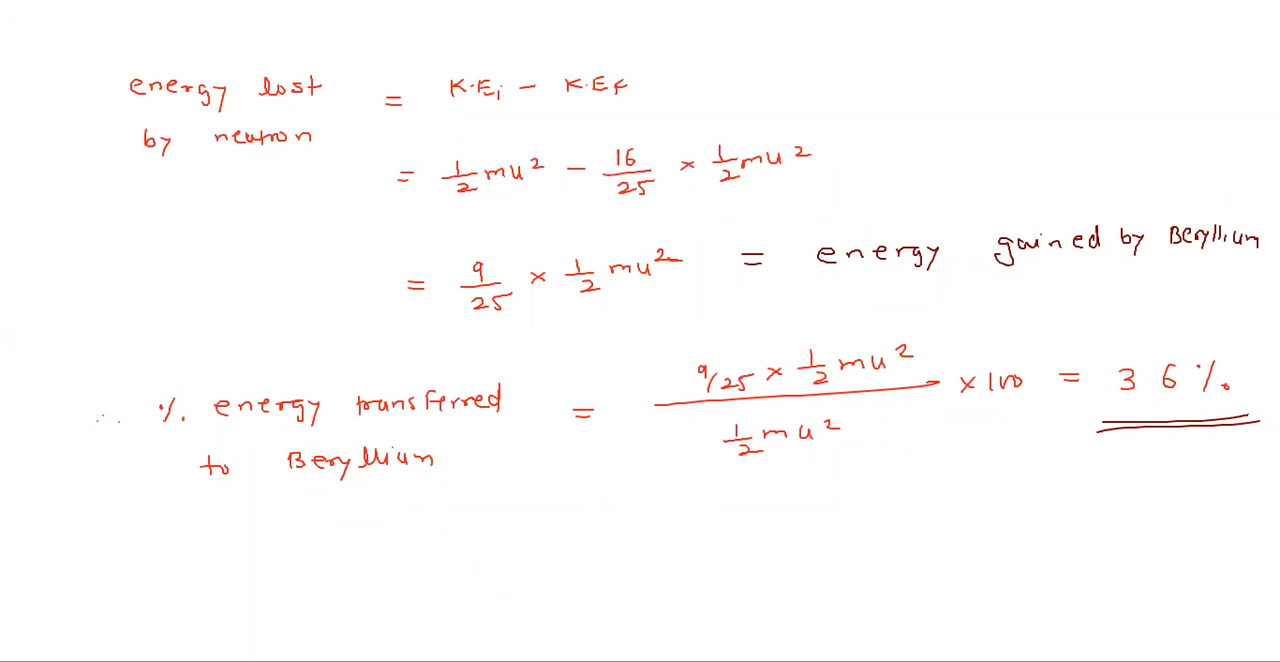 energy lost = K.Ei - K.Ef
by neutron
= 1/2 mu² - 16/25 × 1/2 mu²
= 9/25 × 1/2 mu² = energy gained by Beryllium
∴ % energy transferred = 9/25 × 1/2 mu² / 1/2 mu² × 100 = 36%
to Beryllium